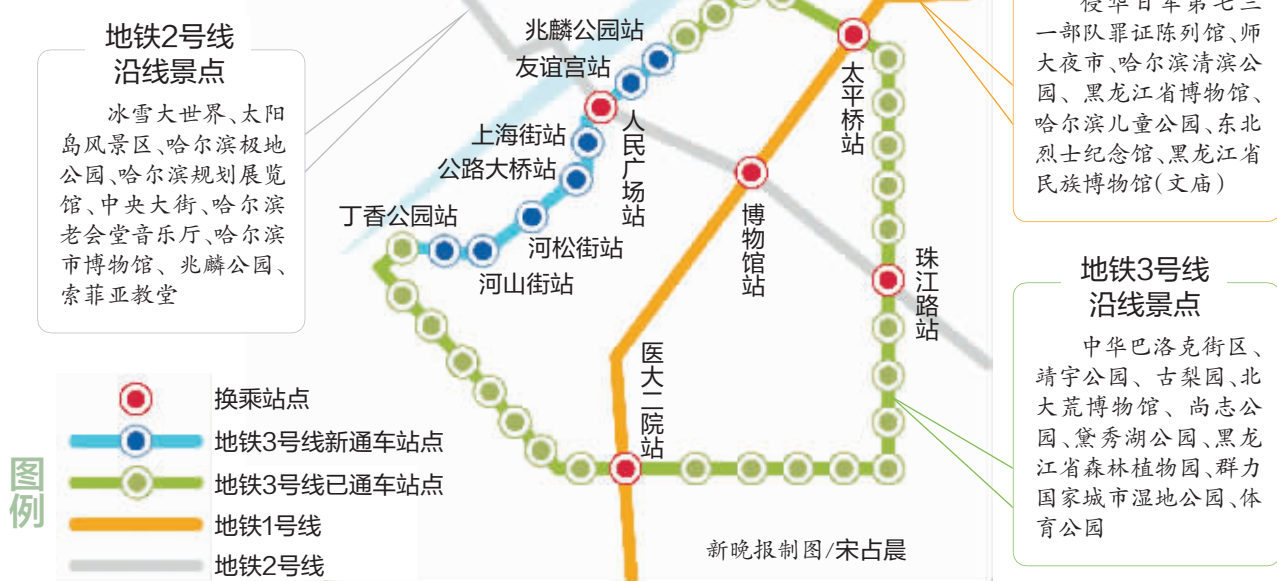 地铁2号线
沿线景点
冰雪大世界、太阳
岛风景区、哈尔滨极地
公园、哈尔滨规划展览
馆、中央大街、哈尔滨
老会堂音乐厅、哈尔滨
市博物馆、兆麟公园、
索菲亚教堂
兆麟公园站
友谊宫站
人民广场站
上海街站
公路大桥站
丁香公园站
河松街站
河山街站
太平桥站
博物馆站
珠江路站
医大二院站
侵华日军第七三
一部队罪证陈列馆、师
大夜市、哈尔滨清滨公
园、黑龙江省博物馆、
哈尔滨儿童公园、东北
烈士纪念馆、黑龙江省
民族博物馆(文庙)
地铁3号线
沿线景点
中华巴洛克街区、
靖宇公园、古梨园、北
大荒博物馆、尚志公
园、黛秀湖公园、黑龙
江省森林植物园、群力
国家城市湿地公园、体
育公园
图例
换乘站点
地铁3号线新通车站点
地铁3号线已通车站点
地铁1号线
地铁2号线
新晚报制图/宋占晨